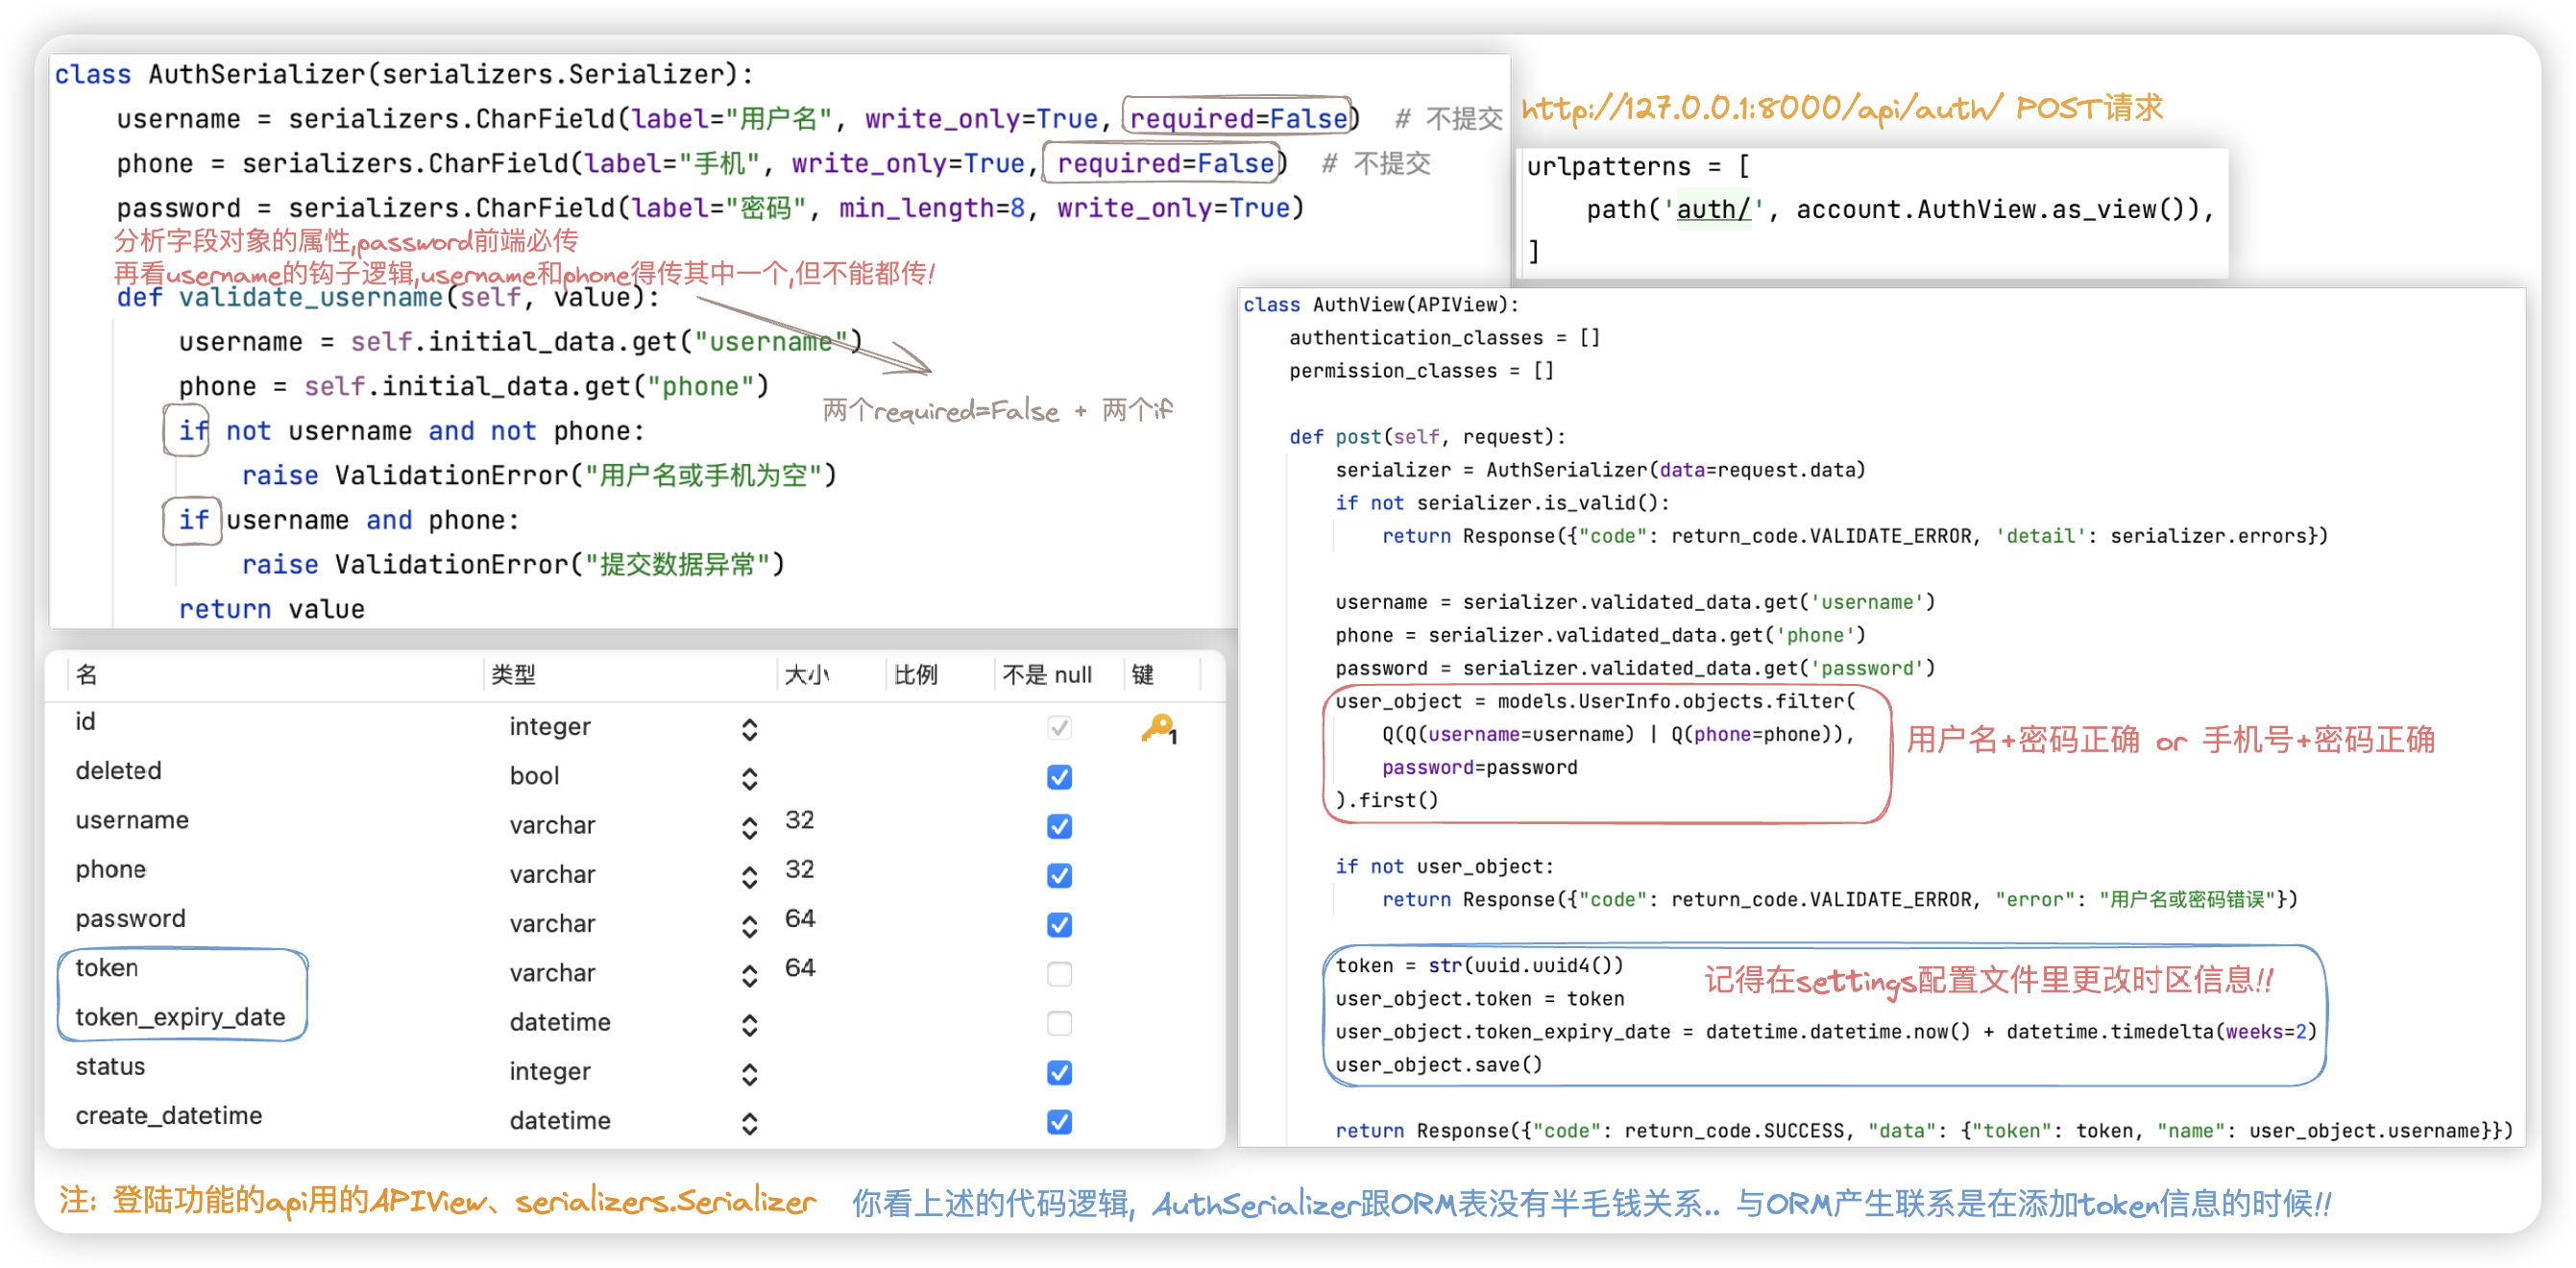 class AuthSerializer(serializers.Serializer):
username = serializers.CharField(label="用户名", write_only=True, required=False) # 不提交
phone = serializers.CharField(label="手机", write_only=True, required=False) # 不提交
password = serializers.CharField(label="密码", min_length=8, write_only=True)
分析字段对象的属性,password前端必传
再看username的钩子逻辑,username和phone得传其中一个,但不能都传!
def validate_username(self, value):
username = self.initial_data.get("username")
phone = self.initial_data.get("phone")
两个required=False + 两个if
if not username and not phone:
raise ValidationError("用户名或手机为空")
if username and phone:
raise ValidationError("提交数据异常")
return value
http://127.0.0.1:8000/api/auth/ POST请求
urlpatterns = [
path('auth/', account.AuthView.as_view()),
]
class AuthView(APIView):
authentication_classes = []
permission_classes = []
def post(self, request):
serializer = AuthSerializer(data=request.data)
if not serializer.is_valid():
return Response({"code": return_code.VALIDATE_ERROR, 'detail': serializer.errors})
username = serializer.validated_data.get('username')
phone = serializer.validated_data.get('phone')
password = serializer.validated_data.get('password')
user_object = models.UserInfo.objects.filter(
Q(Q(username=username) | Q(phone=phone)),
password=password
).first()
用户名+密码正确 or 手机号+密码正确
if not user_object:
return Response({"code": return_code.VALIDATE_ERROR, "error": "用户名或密码错误"})
token = str(uuid.uuid4())
记得在settings配置文件里更改时区信息!!
user_object.token = token
user_object.token_expiry_date = datetime.datetime.now() + datetime.timedelta(weeks=2)
user_object.save()
return Response({"code": return_code.SUCCESS, "data": {"token": token, "name": user_object.username}})
名 类型 大小 比例 不是 null 键
id integer 1
deleted bool
username varchar 32
phone varchar 32
password varchar 64
token varchar 64
token_expiry_date datetime
status integer
create_datetime datetime
注: 登陆功能的api用的APIView、serializers.Serializer 你看上述的代码逻辑, AuthSerializer跟ORM表没有半毛钱关系.. 与ORM产生联系是在添加token信息的时候!!